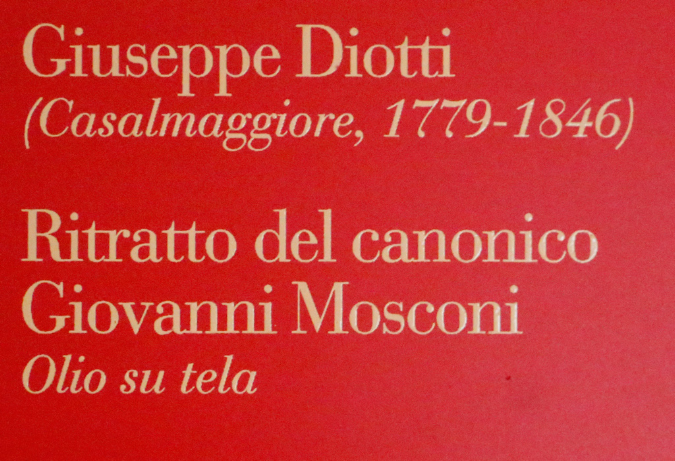 Giuseppe Diotti
(Casalmaggiore, 1779-1846)
Ritratto del canonico
Giovanni Mosconi
Olio su tela